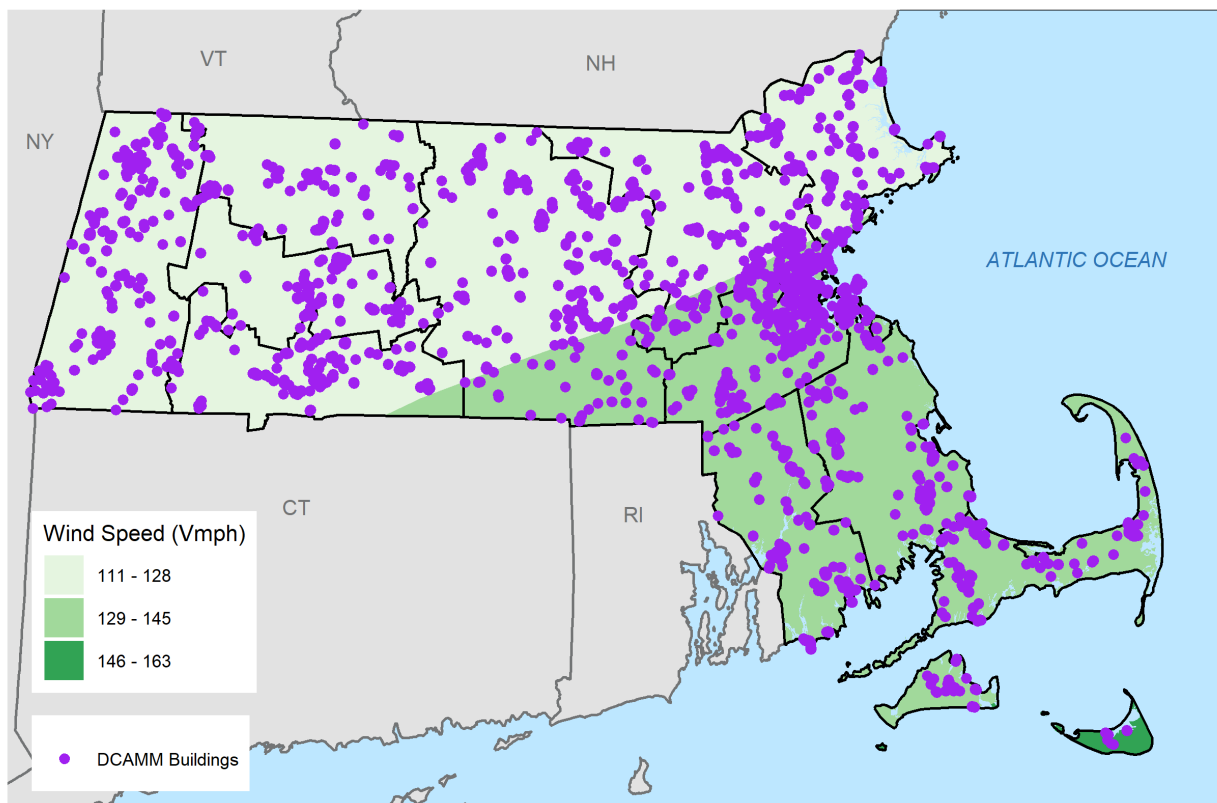 VT
NH
NY
ATLANTIC OCEAN
CT
RI
Wind Speed (Vmph)
111 - 128
129 - 145
146 - 163
DCAMM Buildings